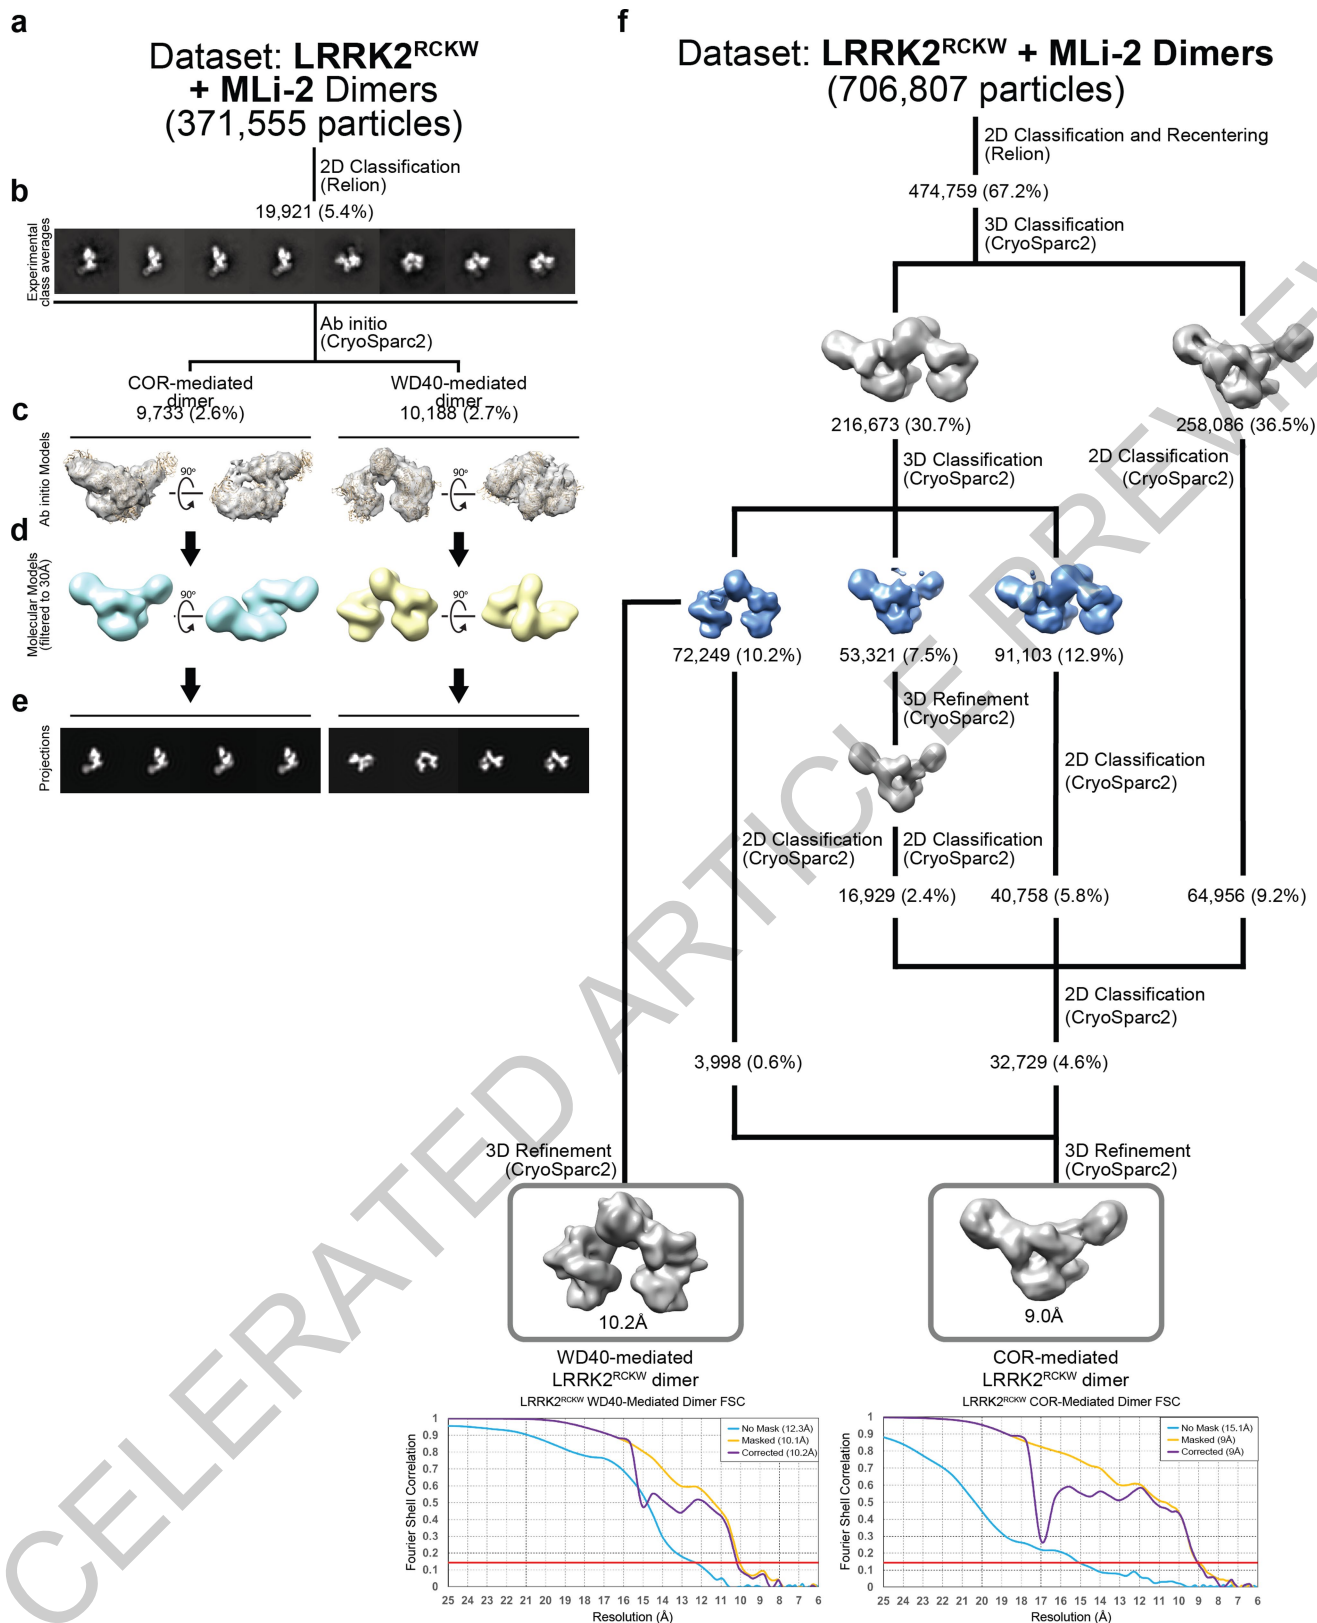 a
Dataset: LRRK2RCKW
+ MLi-2 Dimers
(371,555 particles)
2D Classification
(Relion)
b
19,921 (5.4%)
Experimental
class averages
Ab initio
(CryoSparc2)
COR-mediated
dimer
9,733 (2.6%)
WD40-mediated
dimer
10,188 (2.7%)
c
Ab initio Models
90°
90°
d
Molecular Models
(filtered to 30Å)
90°
90°
e
Projections
f
Dataset: LRRK2RCKW + MLi-2 Dimers
(706,807 particles)
2D Classification and Recentering
(Relion)
474,759 (67.2%)
3D Classification
(CryoSparc2)
216,673 (30.7%)
258,086 (36.5%)
3D Classification
(CryoSparc2)
2D Classification
(CryoSparc2)
72,249 (10.2%)
53,321 (7.5%)
91,103 (12.9%)
3D Refinement
(CryoSparc2)
2D Classification
(CryoSparc2)
2D Classification
(CryoSparc2)
2D Classification
(CryoSparc2)
16,929 (2.4%)
40,758 (5.8%)
64,956 (9.2%)
2D Classification
(CryoSparc2)
3,998 (0.6%)
32,729 (4.6%)
3D Refinement
(CryoSparc2)
3D Refinement
(CryoSparc2)
10.2Å
9.0Å
WD40-mediated
LRRK2RCKW dimer
COR-mediated
LRRK2RCKW dimer
LRRK2RCKW WD40-Mediated Dimer FSC
Fourier Shell Correlation
1
0.9
0.8
0.7
0.6
0.5
0.4
0.3
0.2
0.1
0
No Mask (12.3Å)
Masked (10.1Å)
Corrected (10.2Å)
25 24 23 22 21 20 19 18 17 16 15 14 13 12 11 10 9 8 7 6
Resolution (Å)
LRRK2RCKW COR-Mediated Dimer FSC
Fourier Shell Correlation
1
0.9
0.8
0.7
0.6
0.5
0.4
0.3
0.2
0.1
0
No Mask (15.1Å)
Masked (9Å)
Corrected (9Å)
25 24 23 22 21 20 19 18 17 16 15 14 13 12 11 10 9 8 7 6
Resolution (Å)
CELERATED ARTICLE PREVIE